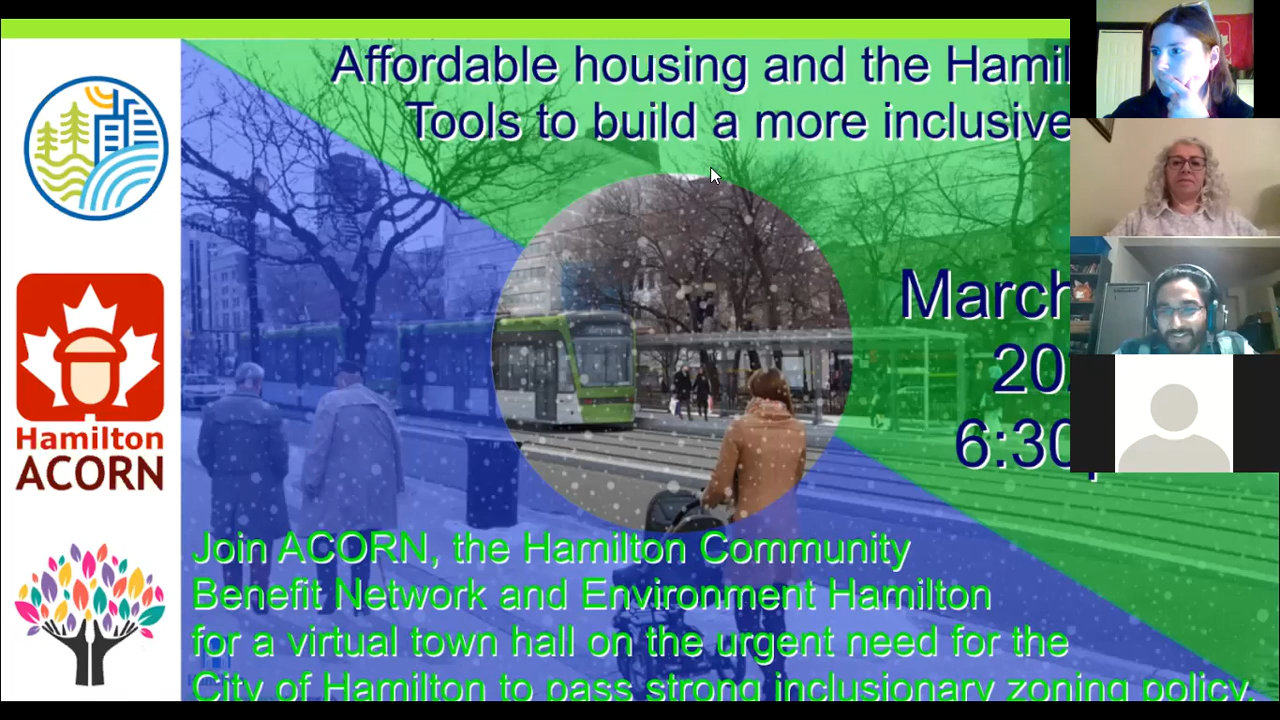 Affordable housing and the Hamil
Tools to build a more inclusive
March
20
6:30
Hamilton
ACORN
Join ACORN, the Hamilton Community
Benefit Network and Environment Hamilton
for a virtual town hall on the urgent need for the
City of Hamilton to pass strong inclusionary zoning policy.